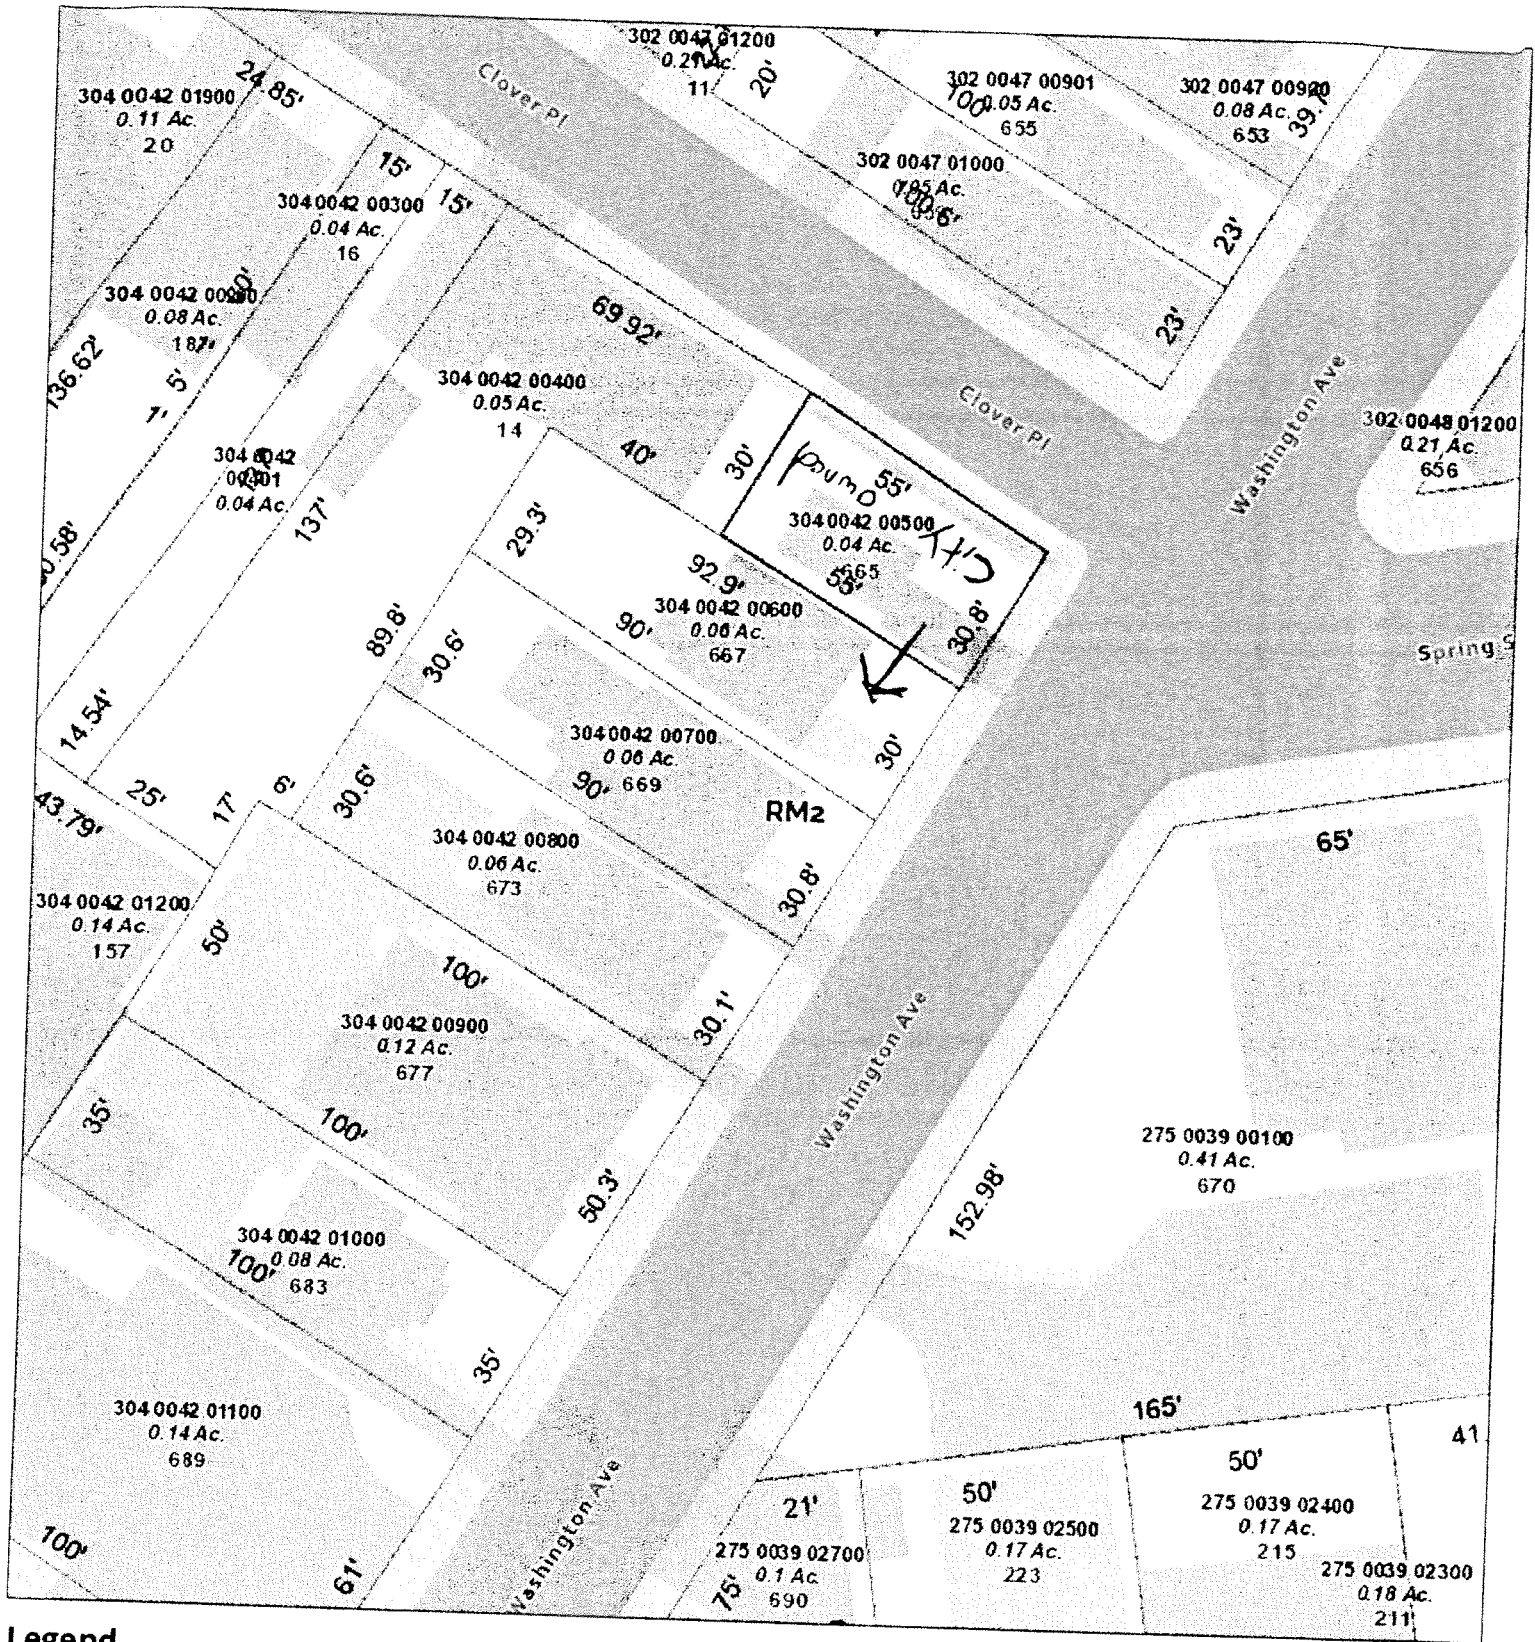 302 0047 01200
0.21 Ac.
11
20'
Clover Pl
24.85'
304 0042 01900
0.11 Ac.
20
302 0047 00901
0.05 Ac.
655
302 0047 00900
0.08 Ac.
653
39.
302 0047 01000
100.6'
15'
15'
304 0042 00300
0.04 Ac.
16
23'
23'
304 0042
0.08 Ac.
187
69.92'
136.62'
5'
1'
304 0042 00400
0.05 Ac.
14
40'
30'
Clover Pl
Washington Ave
302 0048 01200
0.21 Ac.
656
304 0042
0.04 Ac.
137'
City owned
55'
304 0042 00500
0.04 Ac.
665
55'
30.8'
29.3'
92.9'
304 0042 00600
0.06 Ac.
667
90'
89.8'
30.6'
30'
Spring S
304 0042 00700
0.06 Ac.
669
90'
RM2
14.54'
25'
17'
6'
30.6'
43.79'
304 0042 00800
0.06 Ac.
673
30.8'
65'
304 0042 01200
0.14 Ac.
157
50'
100'
30.1'
304 0042 00900
0.12 Ac.
677
Washington Ave
35'
100'
50.3'
275 0039 00100
0.41 Ac.
670
152.98'
304 0042 01000
0.08 Ac.
683
100'
35'
304 0042 01100
0.14 Ac.
689
165'
41
50'
275 0039 02400
0.17 Ac.
215
21'
50'
275 0039 02500
0.17 Ac.
223
275 0039 02700
0.1 Ac.
690
75'
275 0039 02300
0.18 Ac.
211
100'
61'
Washington Ave
Legend